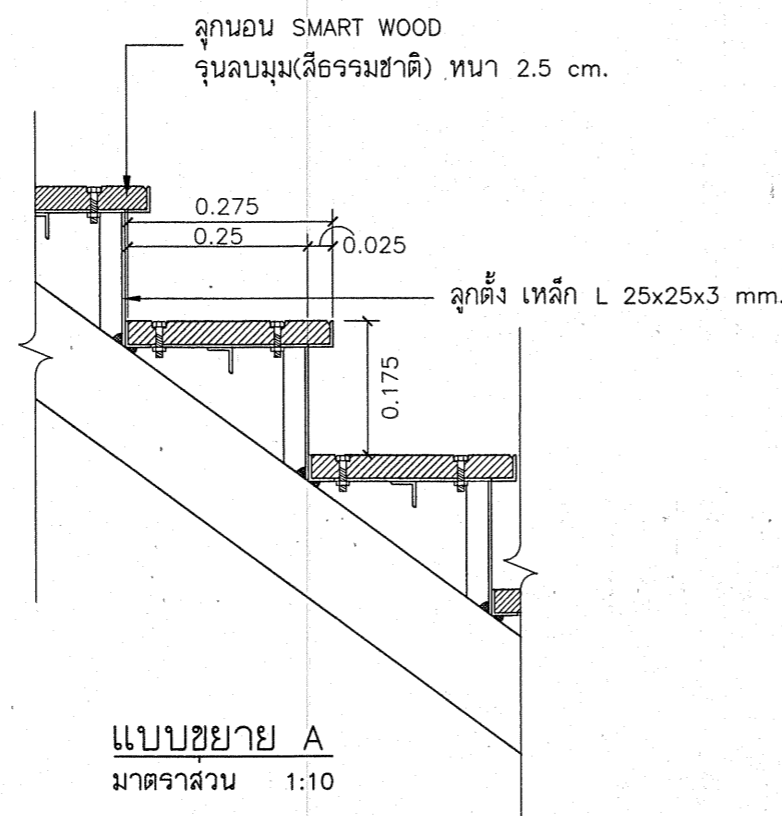 ลูกนอน SMART WOOD
รุนลบมุม(สีธรรมชาติ) หนา 2.5 cm.
0.275
0.25
0.025
ลูกตั้ง เหล็ก L 25x25x3 mm.
0.175
แบบขยาย A
มาตราส่วน 1:10